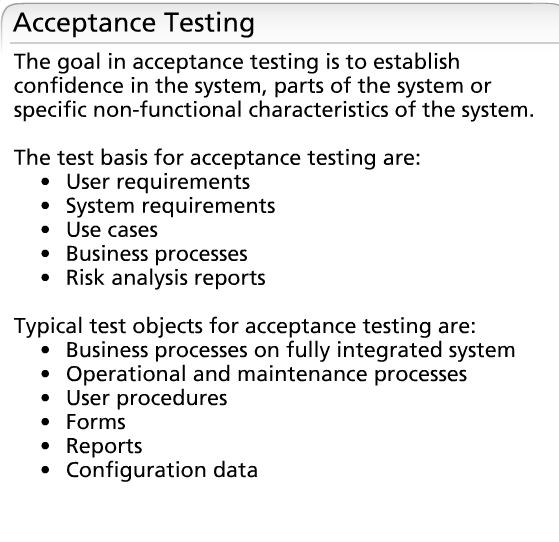 Acceptance Testing
The goal in acceptance testing is to establish
confidence in the system, parts of the system or
specific non-functional characteristics of the system.
The test basis for acceptance testing are:
• User requirements
• System requirements
• Use cases
• Business processes
• Risk analysis reports
Typical test objects for acceptance testing are:
• Business processes on fully integrated system
• Operational and maintenance processes
• User procedures
• Forms
• Reports
• Configuration data